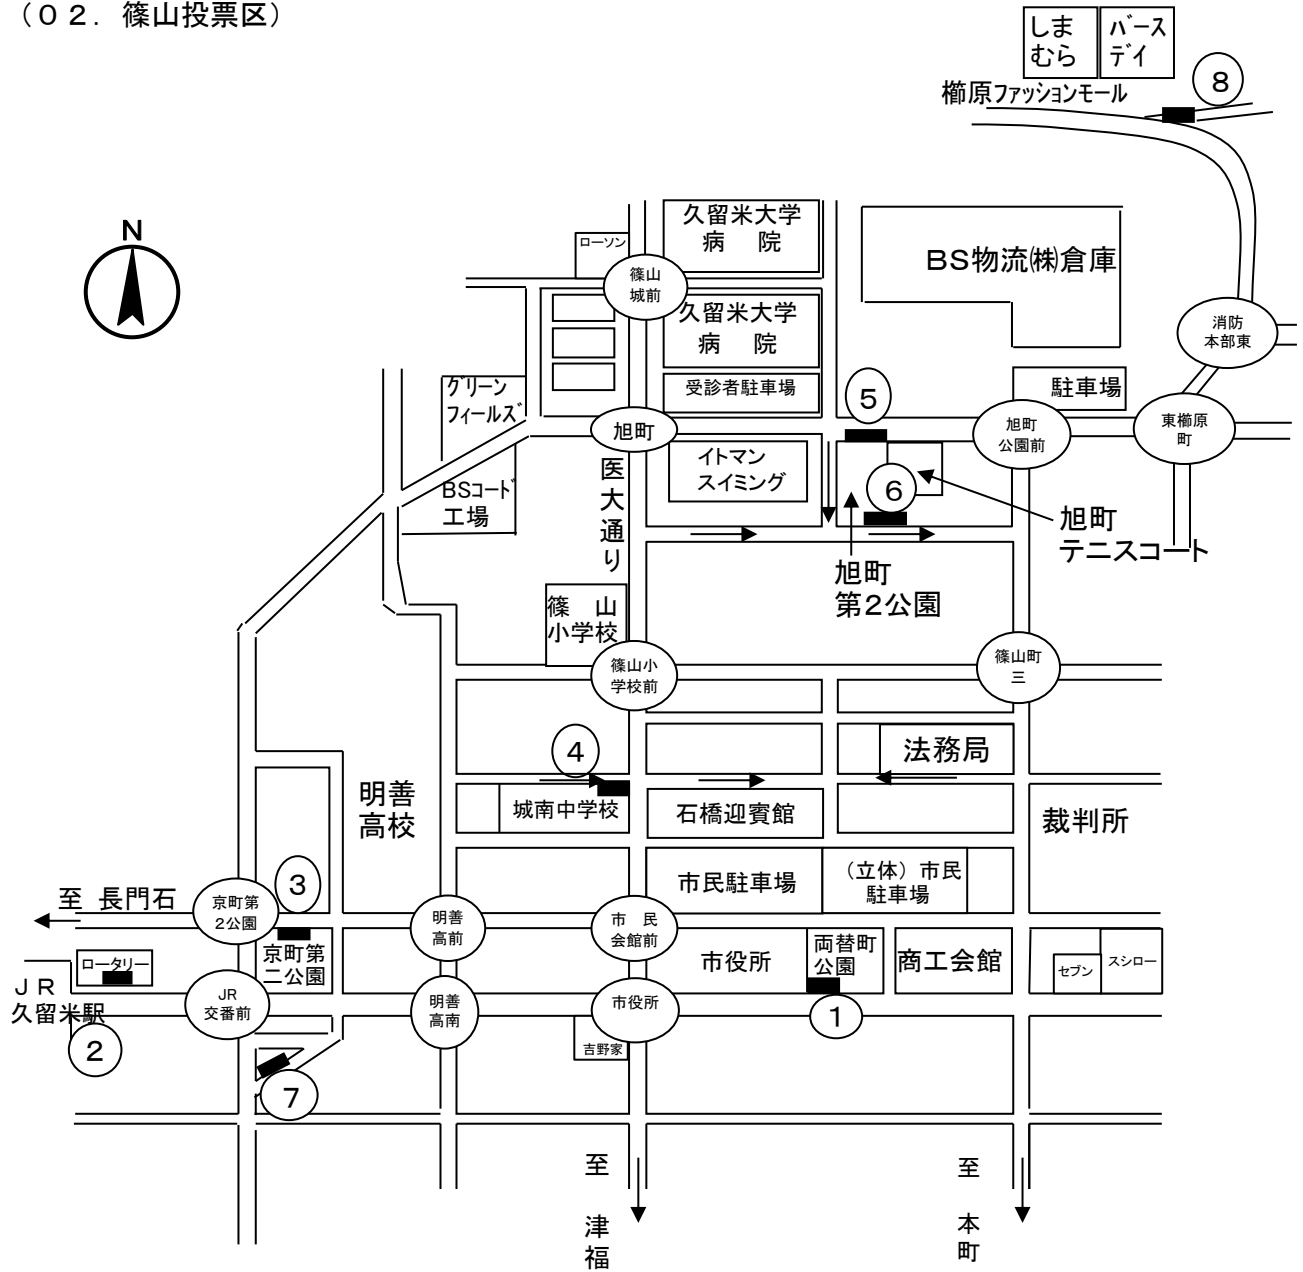 （０２．篠山投票区）
しま
むら
バース
デイ
⑧
櫛原ファッションモール
N
ローソン
久留米大学
病　院
BS物流㈱倉庫
篠山
城前
久留米大学
病　院
消防
本部東
受診者駐車場
駐車場
グリーン
フィールズ
⑤
旭町
旭町
公園前
東櫛原
町
医大通り
イトマン
スイミング
BSコード
工場
⑥
旭町
テニスコート
旭町
第２公園
篠　山
小学校
篠山小
学校前
篠山町
三
④
法務局
明善
高校
城南中学校
石橋迎賓館
裁判所
③
市民駐車場
（立体）市民
駐車場
至 長門石
京町第
２公園
明善
高前
市　民
会館前
ロータリー
京町第
二公園
市役所
両替町
公園
商工会館
セブン
スシロー
ＪＲ
久留米駅
JR
交番前
明善
高南
市役所
①
②
吉野家
⑦
至　津福
至　本町